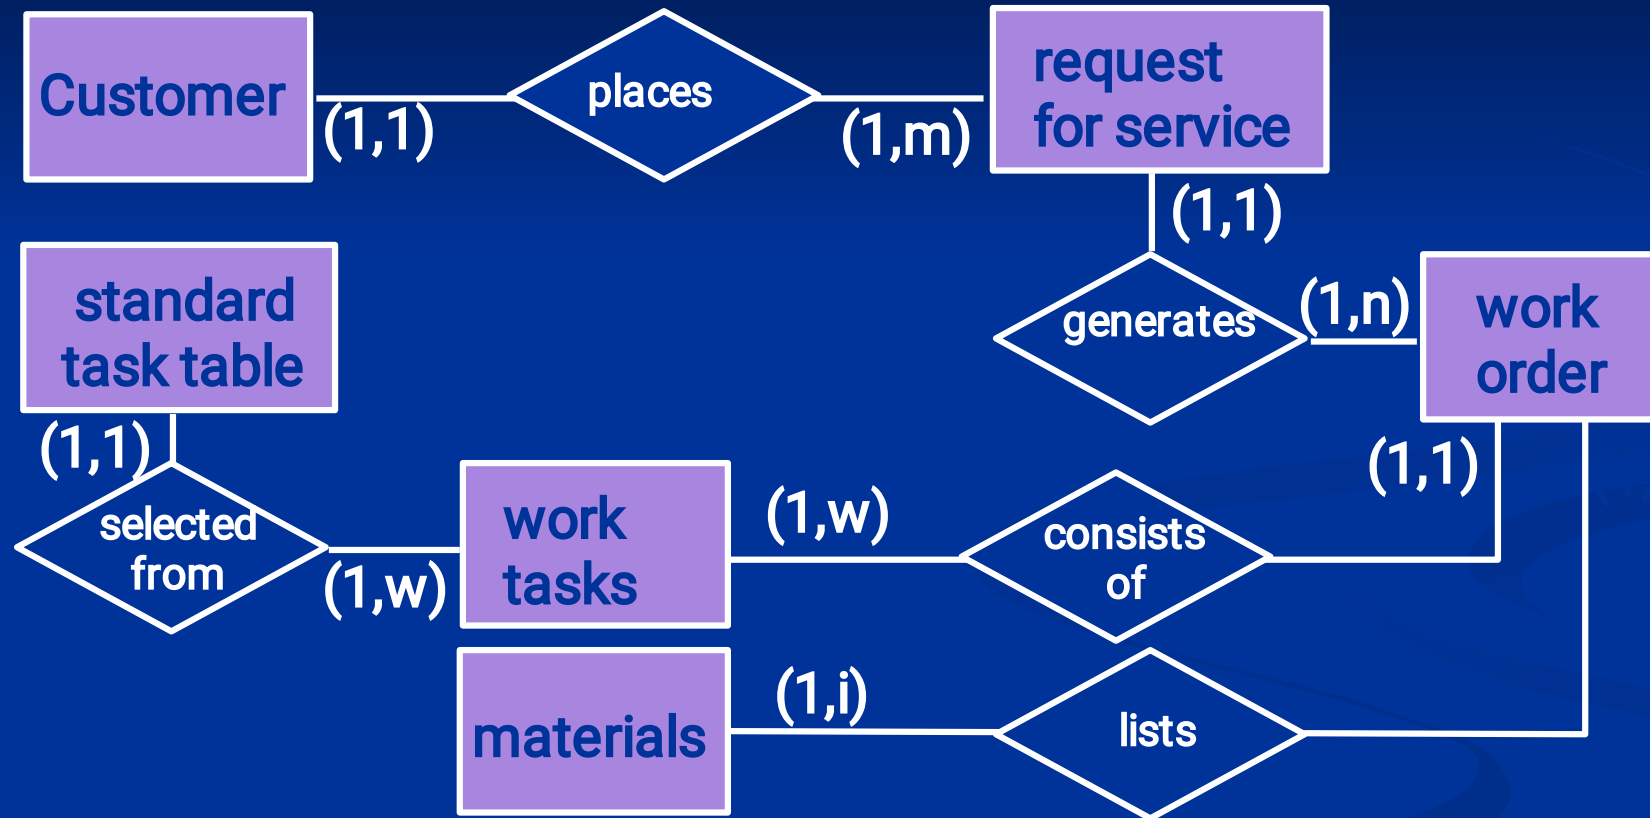 Customer
(1,1)
places
(1,m)
request
for service
(1,1)
standard
task table
generates
(1,n)
work
order
(1,1)
(1,1)
selected
from
(1,w)
work
tasks
(1,w)
consists
of
materials
(1,i)
lists